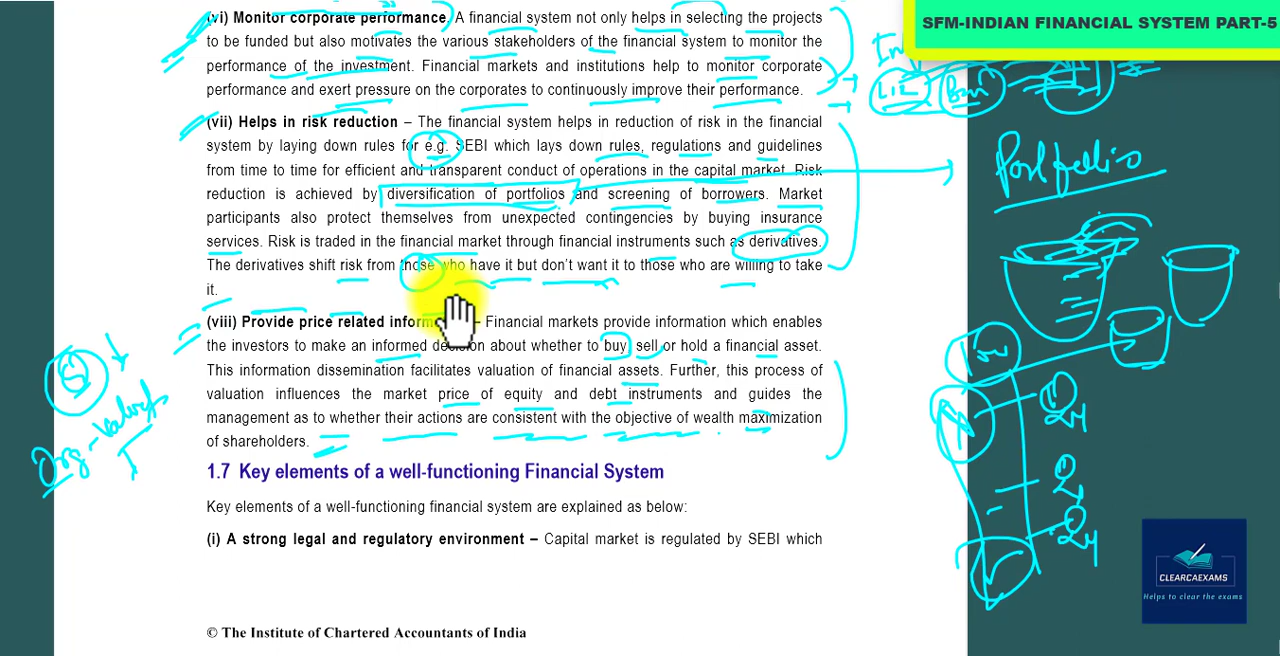 SFM-INDIAN FINANCIAL SYSTEM PART-5
(vi) Monitor corporate performance. A financial system not only helps in selecting the projects
to be funded but also motivates the various stakeholders of the financial system to monitor the
performance of the investment. Financial markets and institutions help to monitor corporate
performance and exert pressure on the corporates to continuously improve their performance.
(vii) Helps in risk reduction – The financial system helps in reduction of risk in the financial
system by laying down rules for e.g. SEBI which lays down rules, regulations and guidelines
from time to time for efficient and transparent conduct of operations in the capital market. Risk
reduction is achieved by diversification of portfolios and screening of borrowers. Market
participants also protect themselves from unexpected contingencies by buying insurance
services. Risk is traded in the financial market through financial instruments such as derivatives.
The derivatives shift risk from those who have it but don't want it to those who are willing to take
it.
(viii) Provide price related inform – Financial markets provide information which enables
the investors to make an informed decision about whether to buy, sell or hold a financial asset.
This information dissemination facilitates valuation of financial assets. Further, this process of
valuation influences the market price of equity and debt instruments and guides the
management as to whether their actions are consistent with the objective of wealth maximization
of shareholders.
1.7 Key elements of a well-functioning Financial System
Key elements of a well-functioning financial system are explained as below:
(i) A strong legal and regulatory environment – Capital market is regulated by SEBI which
© The Institute of Chartered Accountants of India
LIC
Portfolio
CLEARCAEXAMS
Helps to clear the exams